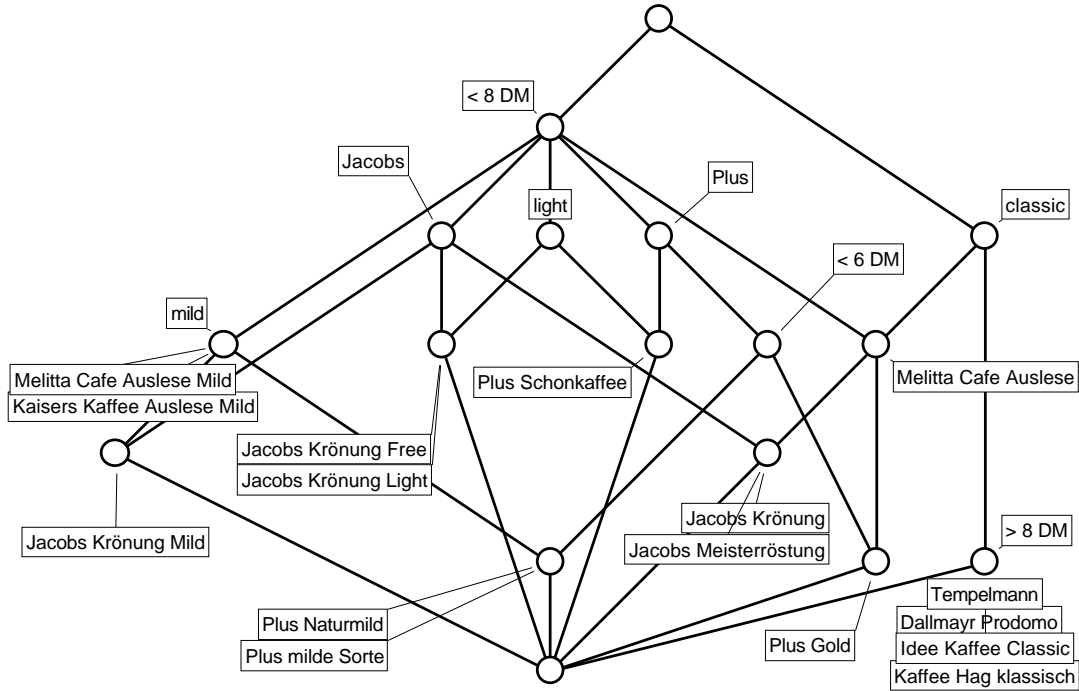 < 8 DM
Jacobs
Plus
light
classic
< 6 DM
mild
Melitta Cafe Auslese Mild
Plus Schonkaffee
Melitta Cafe Auslese
Kaisers Kaffee Auslese Mild
Jacobs Krönung Free
Jacobs Krönung Light
Jacobs Krönung
Jacobs Krönung Mild
Jacobs Meisterröstung
> 8 DM
Tempelmann
Plus Naturmild
Dallmayr Prodomo
Plus Gold
Idee Kaffee Classic
Plus milde Sorte
Kaffee Hag klassisch